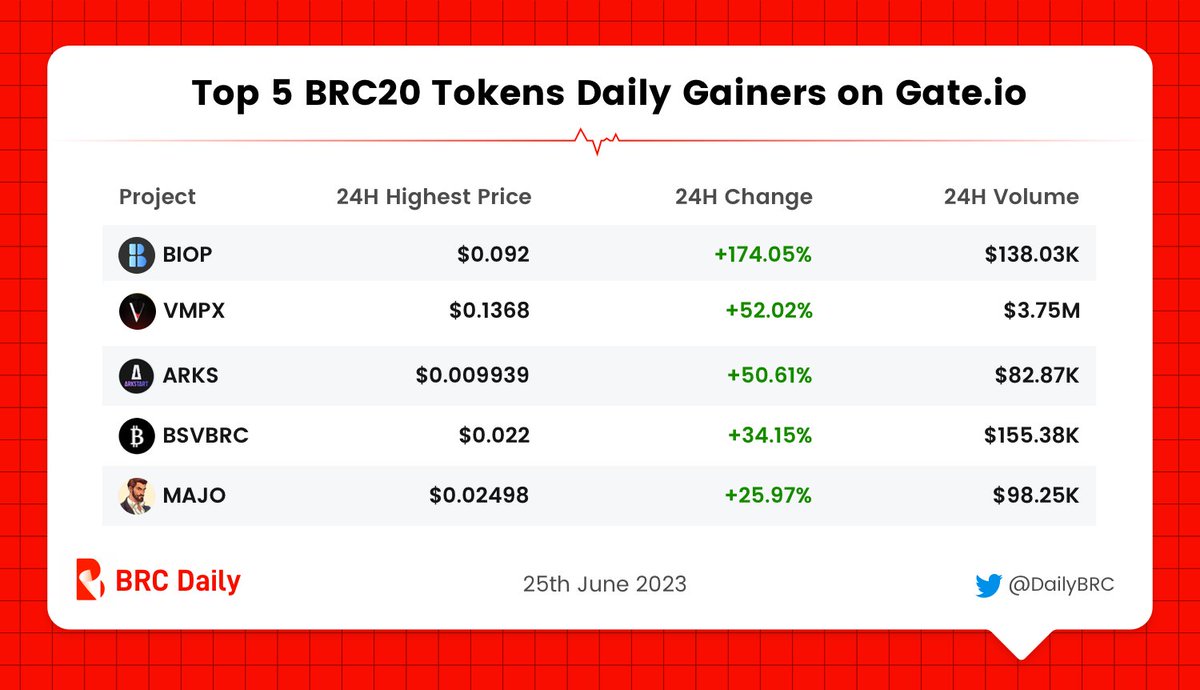 Top 5 BRC20 Tokens Daily Gainers on Gate.io
Project 24H Highest Price 24H Change 24H Volume
BIOP $0.092 +174.05% $138.03K
VMPX $0.1368 +52.02% $3.75M
ARKSTART ARKS $0.009939 +50.61% $82.87K
BSVBRC $0.022 +34.15% $155.38K
MAJO $0.02498 +25.97% $98.25K
BRC Daily 25th June 2023 @DailyBRC